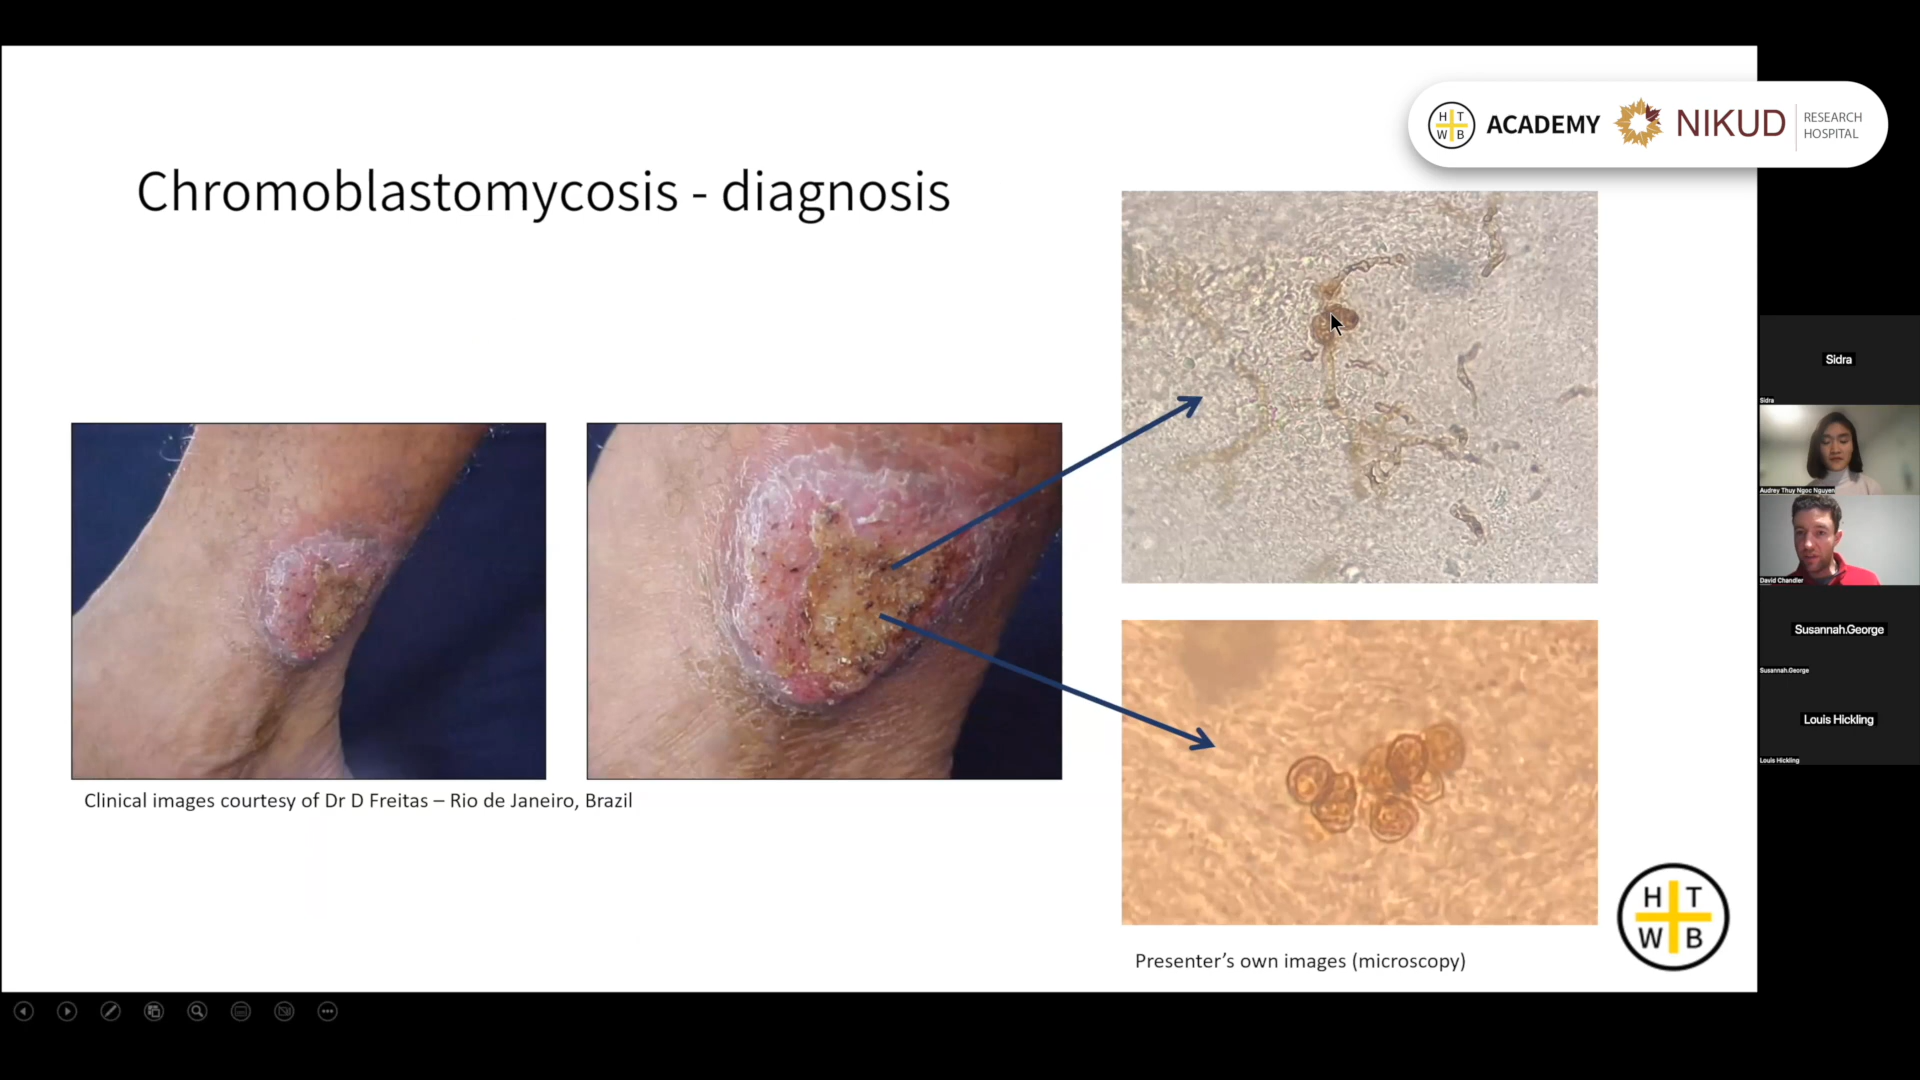 H T
W B
ACADEMY
NIKUD
RESEARCH
HOSPITAL
Chromoblastomycosis - diagnosis
Clinical images courtesy of Dr D Freitas – Rio de Janeiro, Brazil
Presenter’s own images (microscopy)
H T
W B
Sidra
Sidra
Audrey Thuy Ngoc Nguyen
David Chandler
Susannah.George
Susannah.George
Louis Hickling
Louis Hickling